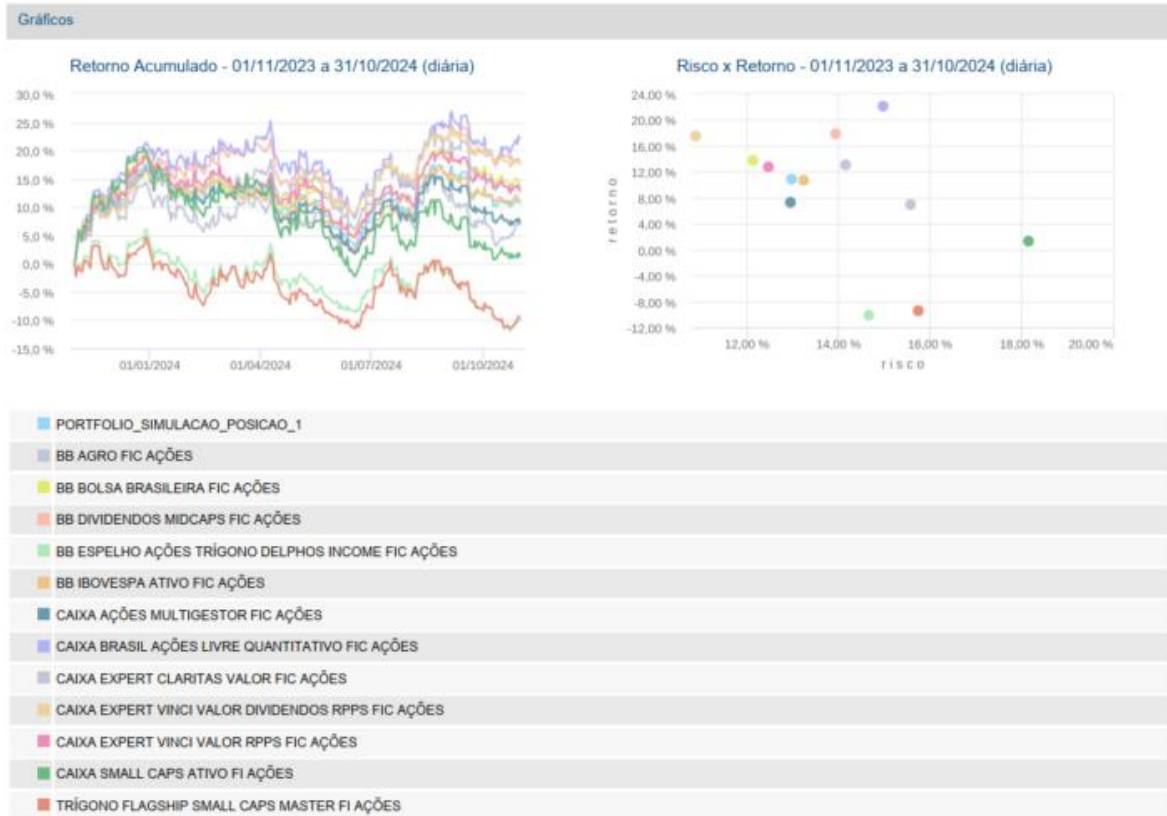 Gráficos
Retorno Acumulado - 01/11/2023 a 31/10/2024 (diária)
30,0 %
25,0 %
20,0 %
15,0 %
10,0 %
5,0 %
0,0 %
-5,0 %
-10,0 %
-15,0 %
01/01/2024 01/04/2024 01/07/2024 01/10/2024
Risco x Retorno - 01/11/2023 a 31/10/2024 (diária)
retorno
24,00 %
20,00 %
16,00 %
12,00 %
8,00 %
4,00 %
0,00 %
-4,00 %
-8,00 %
-12,00 %
12,00 % 14,00 % 16,00 % 18,00 % 20,00 %
risco
PORTFOLIO_SIMULACAO_POSICAO_1
BB AGRO FIC AÇÕES
BB BOLSA BRASILEIRA FIC AÇÕES
BB DIVIDENDOS MIDCAPS FIC AÇÕES
BB ESPELHO AÇÕES TRÍGONO DELPHOS INCOME FIC AÇÕES
BB IBOVESPA ATIVO FIC AÇÕES
CAIXA AÇÕES MULTIGESTOR FIC AÇÕES
CAIXA BRASIL AÇÕES LIVRE QUANTITATIVO FIC AÇÕES
CAIXA EXPERT CLARITAS VALOR FIC AÇÕES
CAIXA EXPERT VINCI VALOR DIVIDENDOS RPPS FIC AÇÕES
CAIXA EXPERT VINCI VALOR RPPS FIC AÇÕES
CAIXA SMALL CAPS ATIVO FI AÇÕES
TRÍGONO FLAGSHIP SMALL CAPS MASTER FI AÇÕES